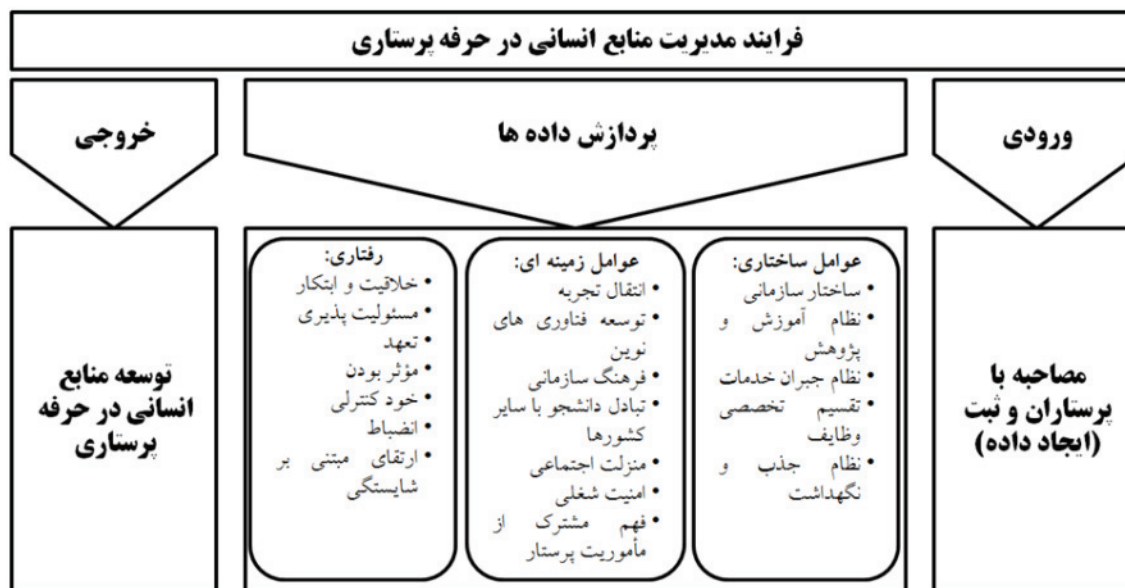 فرایند مدیریت منابع انسانی در حرفه پرستاری
ورودی
پردازش داده ها
خروجی
مصاحبه با
پرستاران و ثبت
(ایجاد داده)
عوامل ساختاری:
• ساختار سازمانی
• نظام آموزش و
پژوهش
• نظام جبران خدمات
• تقسیم تخصصی
وظایف
• نظام جذب و
نگهداشت
عوامل زمینه ای:
• انتقال تجربه
• توسعه فناوری های
نوین
• فرهنگ سازمانی
• تبادل دانشجو با سایر
کشورها
• منزلت اجتماعی
• امنیت شغلی
• فهم مشترک از
مأموریت پرستار
رفتاری:
• خلاقیت و ابتکار
• مسئولیت پذیری
• تعهد
• مؤثر بودن
• خود کنترلی
• انضباط
• ارتقای مبتنی بر
شایستگی
توسعه منابع
انسانی در حرفه
پرستاری